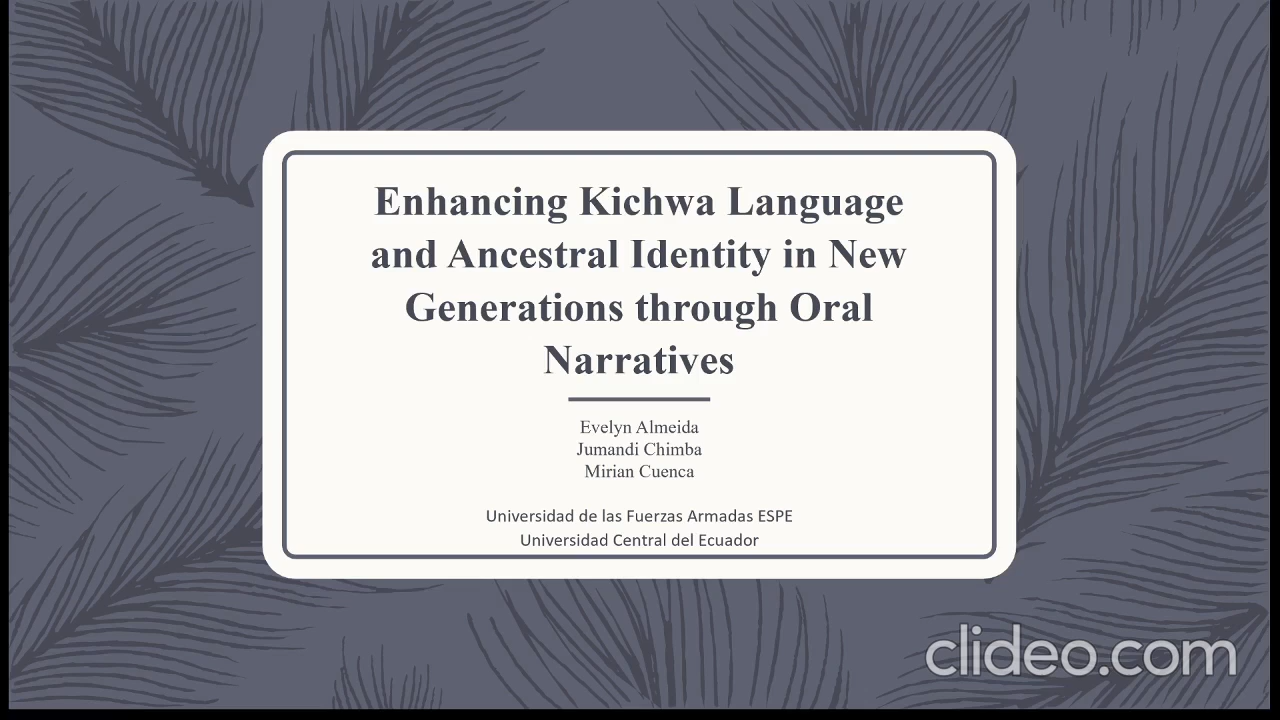 Enhancing Kichwa Language
and Ancestral Identity in New
Generations through Oral
Narratives
Evelyn Almeida
Jumandi Chimba
Mirian Cuenca
Universidad de las Fuerzas Armadas ESPE
Universidad Central del Ecuador
clideo.com